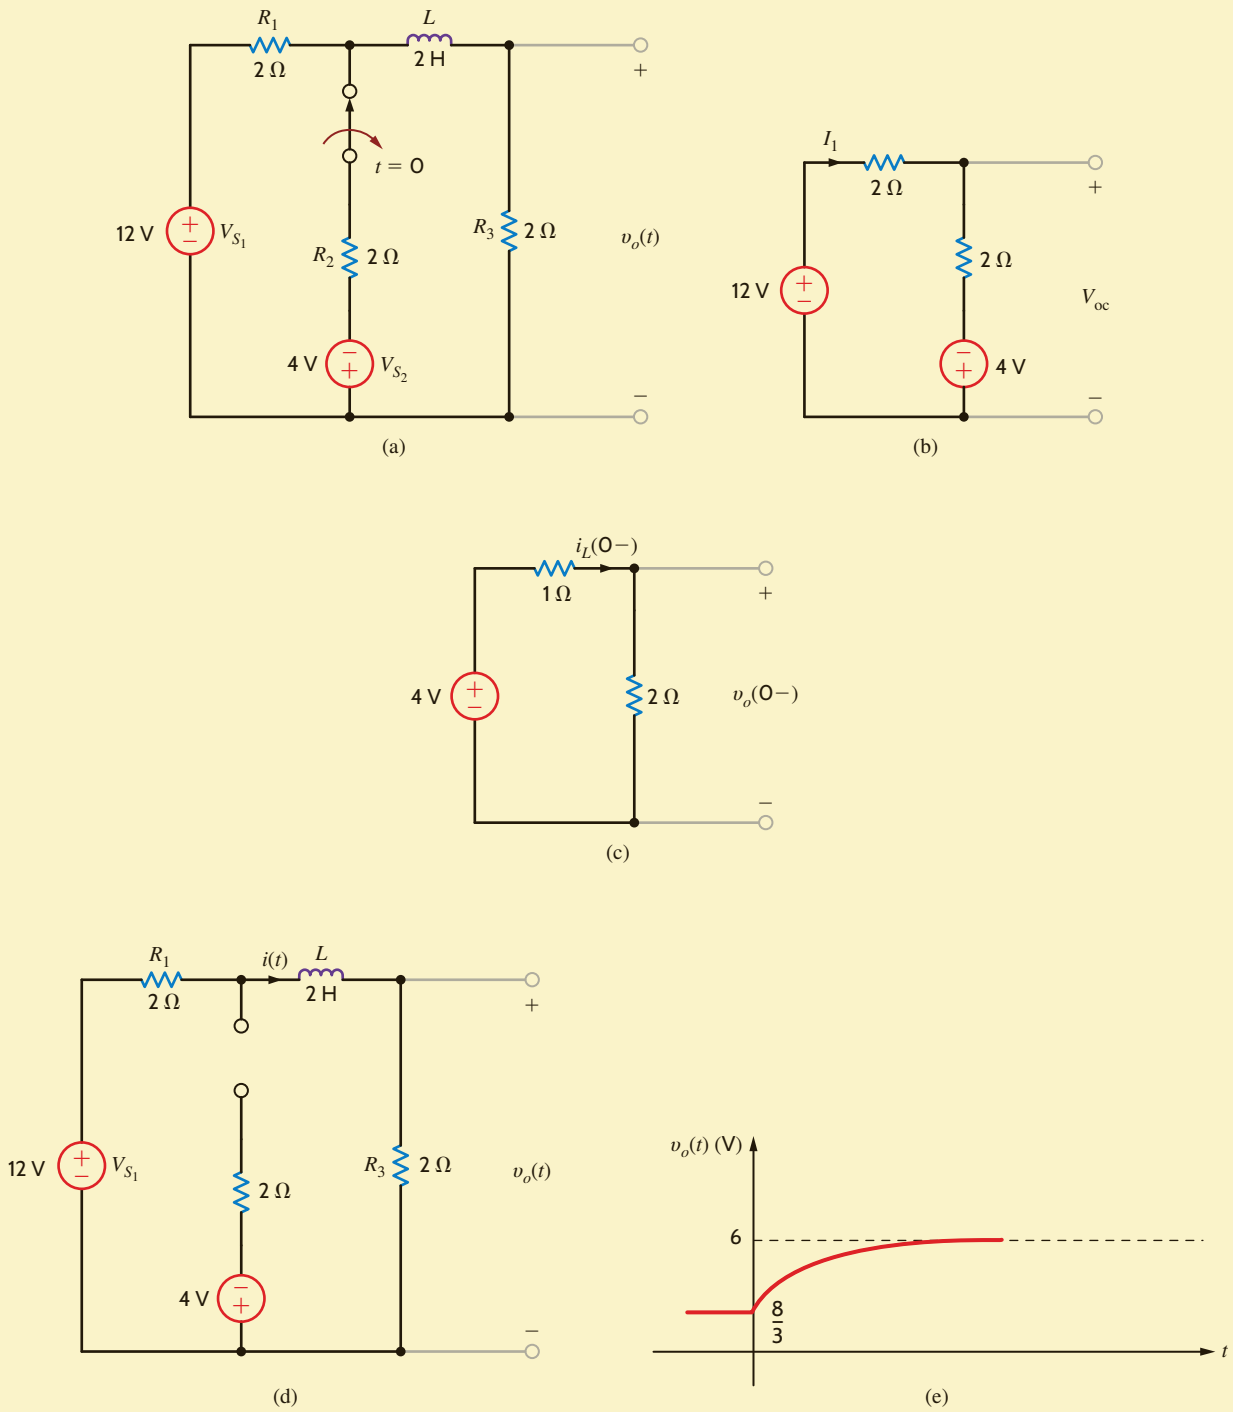 R1 L
2 Ω 2 H
+
t = 0
12 V + − VS1
R2 2 Ω
R3 2 Ω
vo(t)
4 V − + VS2
−
(a)
I1
2 Ω
+
2 Ω
12 V + −
Voc
− + 4 V
−
(b)
iL(0−)
1 Ω
+
4 V + −
2 Ω
vo(0−)
−
(c)
R1 i(t) L
2 Ω 2 H
+
12 V + − VS1
R3 2 Ω
vo(t)
2 Ω
4 V − +
−
(d)
vo(t) (V)
6
8
3
t
(e)